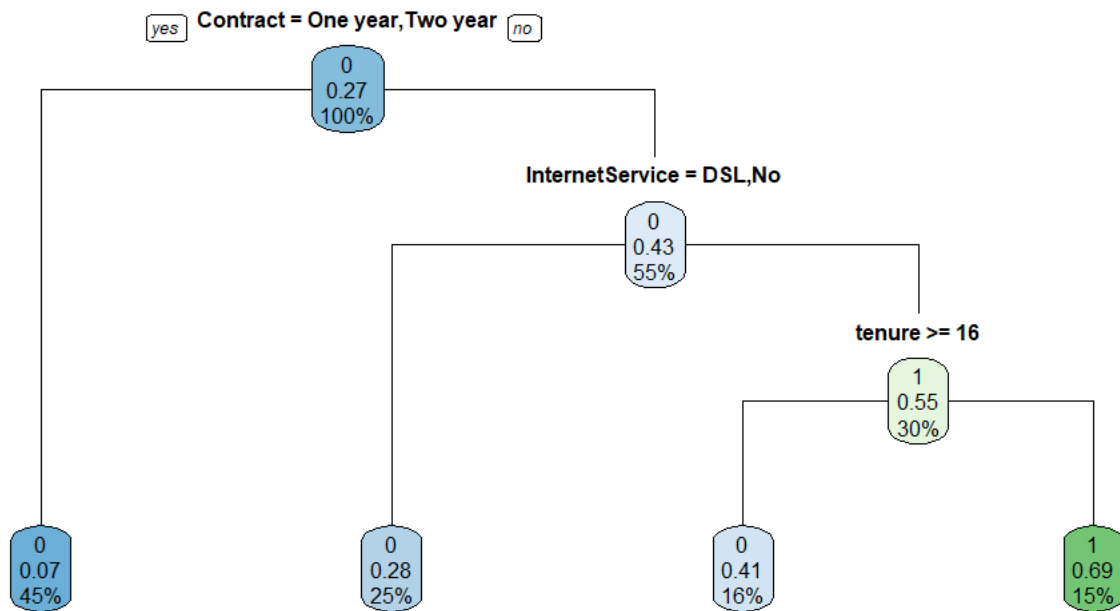 yes Contract = One year,Two year no
0
0.27
100%
InternetService = DSL,No
0
0.43
55%
tenure >= 16
1
0.55
30%
0 0 0 1
0.07 0.28 0.41 0.69
45% 25% 16% 15%